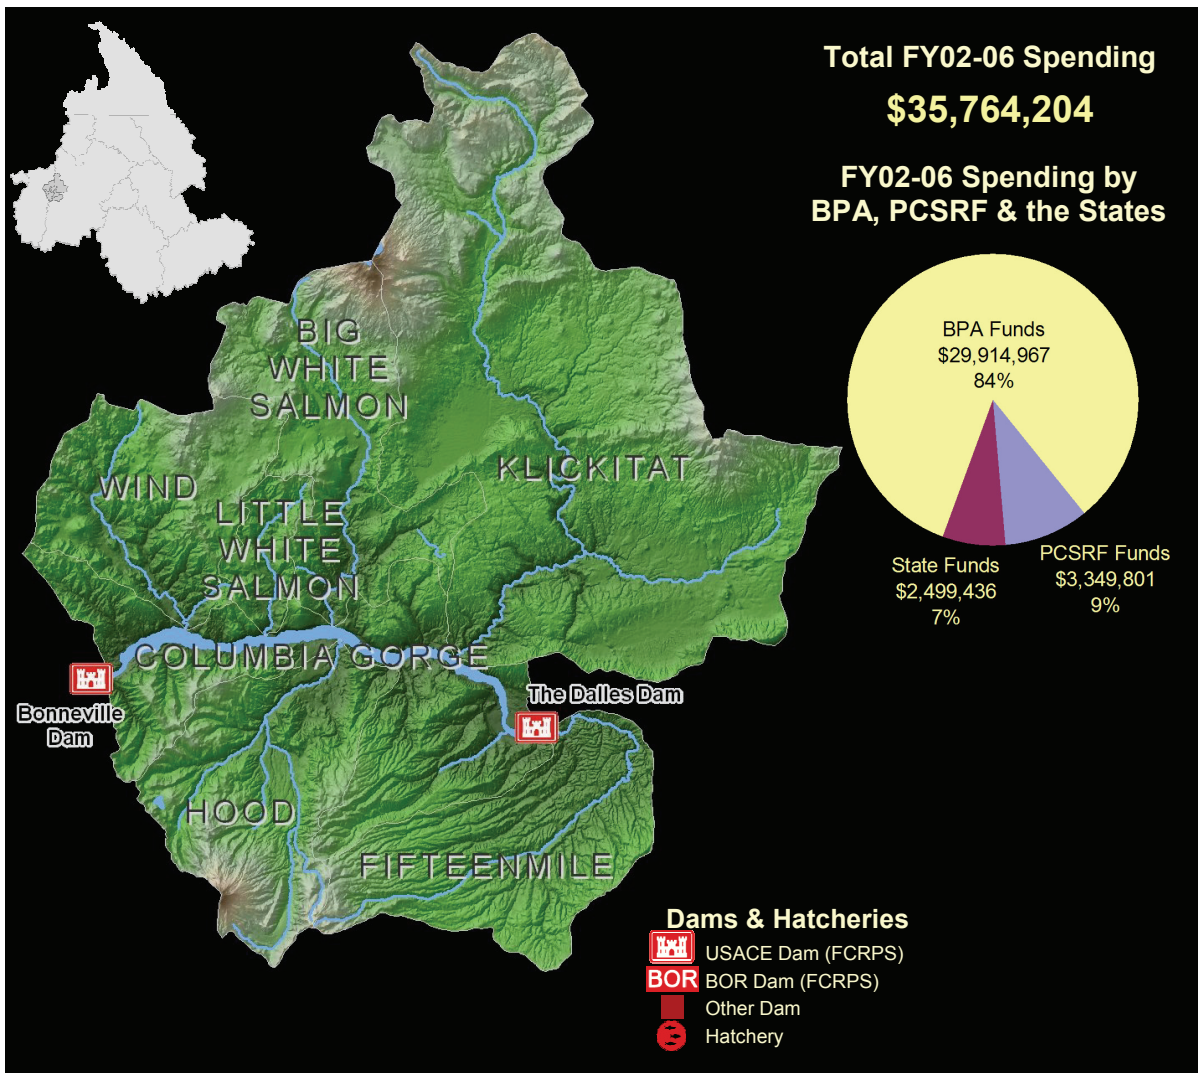 Total FY02-06 Spending
$35,764,204
FY02-06 Spending by
BPA, PCSRF & the States
BPA Funds
$29,914,967
84%
State Funds
$2,499,436
7%
PCSRF Funds
$3,349,801
9%
BIG
WHITE
SALMON
KLICKITAT
WIND
LITTLE
WHITE
SALMON
COLUMBIA GORGE
Bonneville
Dam
The Dalles Dam
HOOD
FIFTEENMILE
Dams & Hatcheries
USACE Dam (FCRPS)
BOR BOR Dam (FCRPS)
Other Dam
Hatchery